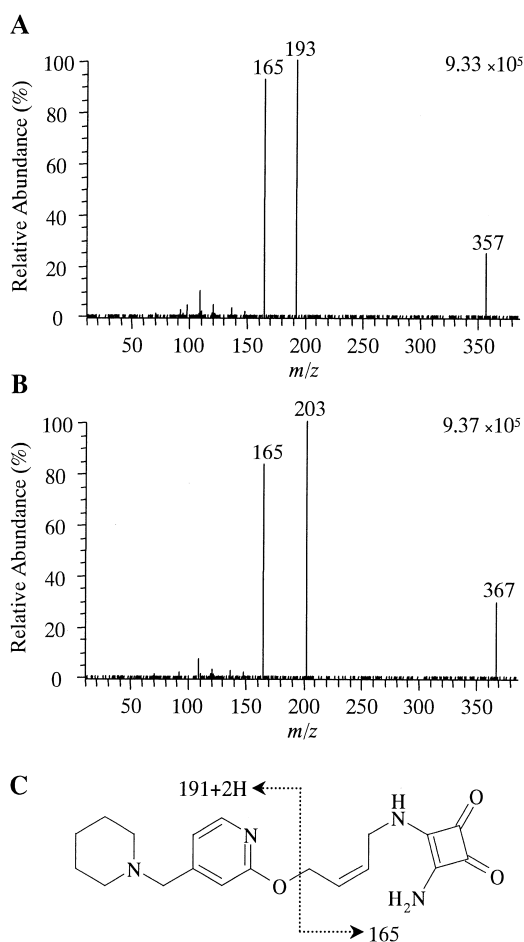 A
9.33 ×10⁵
Relative Abundance (%)
100
80
60
40
20
0
165
193
357
50
100
150
200
250
300
350
m/z
B
9.37 ×10⁵
Relative Abundance (%)
100
80
60
40
20
0
165
203
367
50
100
150
200
250
300
350
m/z
C
191+2H
H
N
O
N
N
O
O
H₂N
165